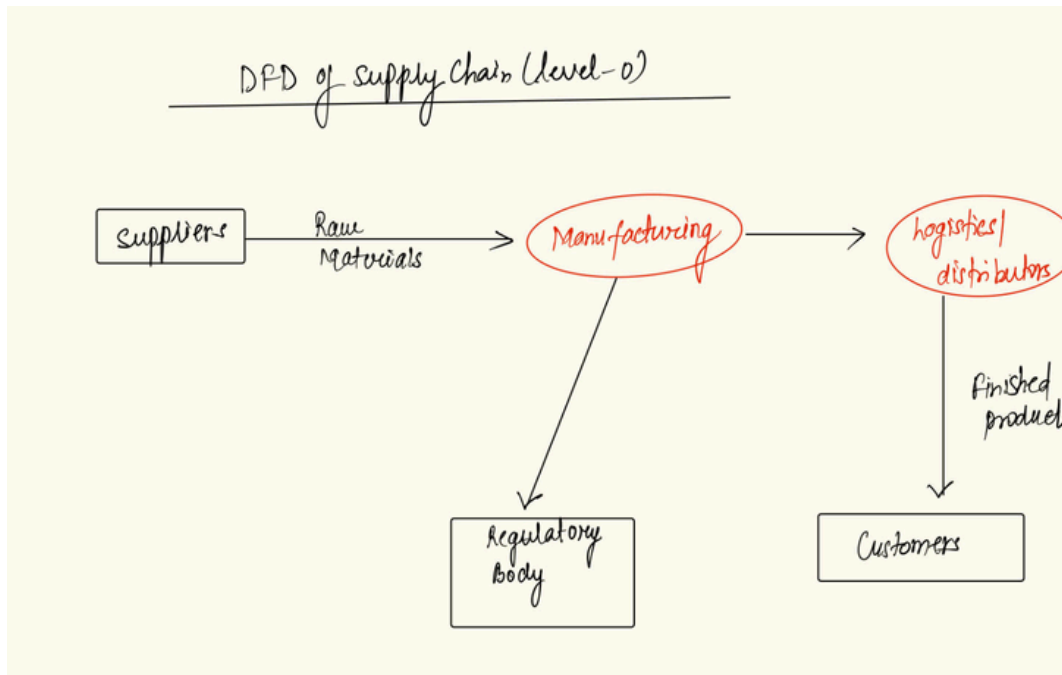 DFD of Supply Chain (level-0)
Suppliers
Raw
Materials
Manufacturing
Logistics/
distributors
Finished
product
Regulatory
Body
Customers